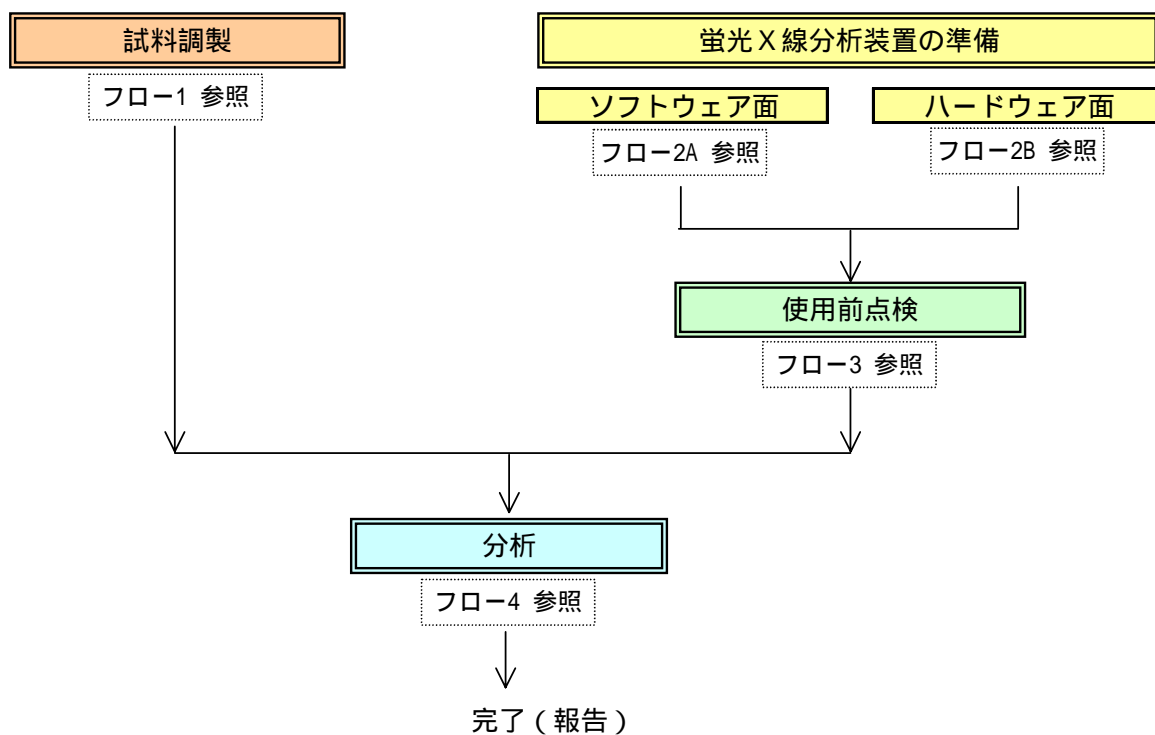 試料調製
フロー1 参照
蛍光X線分析装置の準備
ソフトウェア面
フロー2A 参照
ハードウェア面
フロー2B 参照
使用前点検
フロー3 参照
分析
フロー4 参照
完了(報告)